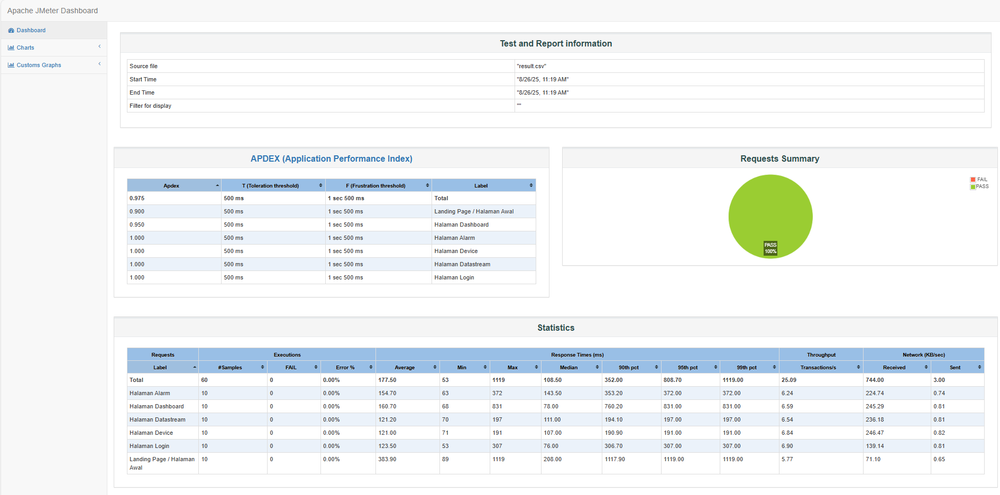 Apache JMeter Dashboard
Dashboard
Charts
Customs Graphs
Test and Report information
Source file "result.csv"
Start Time "8/26/25, 11:19 AM"
End Time "8/26/25, 11:19 AM"
Filter for display ""
APDEX (Application Performance Index)
Apdex T (Toleration threshold) F (Frustration threshold) Label
0.975 500 ms 1 sec 500 ms Total
0.900 500 ms 1 sec 500 ms Landing Page / Halaman Awal
0.950 500 ms 1 sec 500 ms Halaman Dashboard
1.000 500 ms 1 sec 500 ms Halaman Alarm
1.000 500 ms 1 sec 500 ms Halaman Device
1.000 500 ms 1 sec 500 ms Halaman Datastream
1.000 500 ms 1 sec 500 ms Halaman Login
Requests Summary
FAIL
PASS
PASS
100%
Statistics
Requests Executions Response Times (ms) Throughput Network (KB/sec)
Label #Samples FAIL Error % Average Min Max Median 90th pct 95th pct 99th pct Transactions/s Received Sent
Total 60 0 0.00% 177.50 53 1119 108.50 352.00 808.70 1119.00 25.09 744.00 3.00
Halaman Alarm 10 0 0.00% 154.70 63 372 143.50 353.20 372.00 372.00 6.24 224.74 0.74
Halaman Dashboard 10 0 0.00% 160.70 68 831 78.00 760.20 831.00 831.00 6.59 245.29 0.81
Halaman Datastream 10 0 0.00% 121.20 70 197 111.00 194.10 197.00 197.00 6.54 236.18 0.81
Halaman Device 10 0 0.00% 121.00 71 191 107.00 190.90 191.00 191.00 6.84 246.47 0.82
Halaman Login 10 0 0.00% 123.50 53 307 76.00 306.70 307.00 307.00 6.90 139.14 0.81
Landing Page / Halaman 10 0 0.00% 383.90 89 1119 208.00 1117.90 1119.00 1119.00 5.77 71.10 0.65
Awal